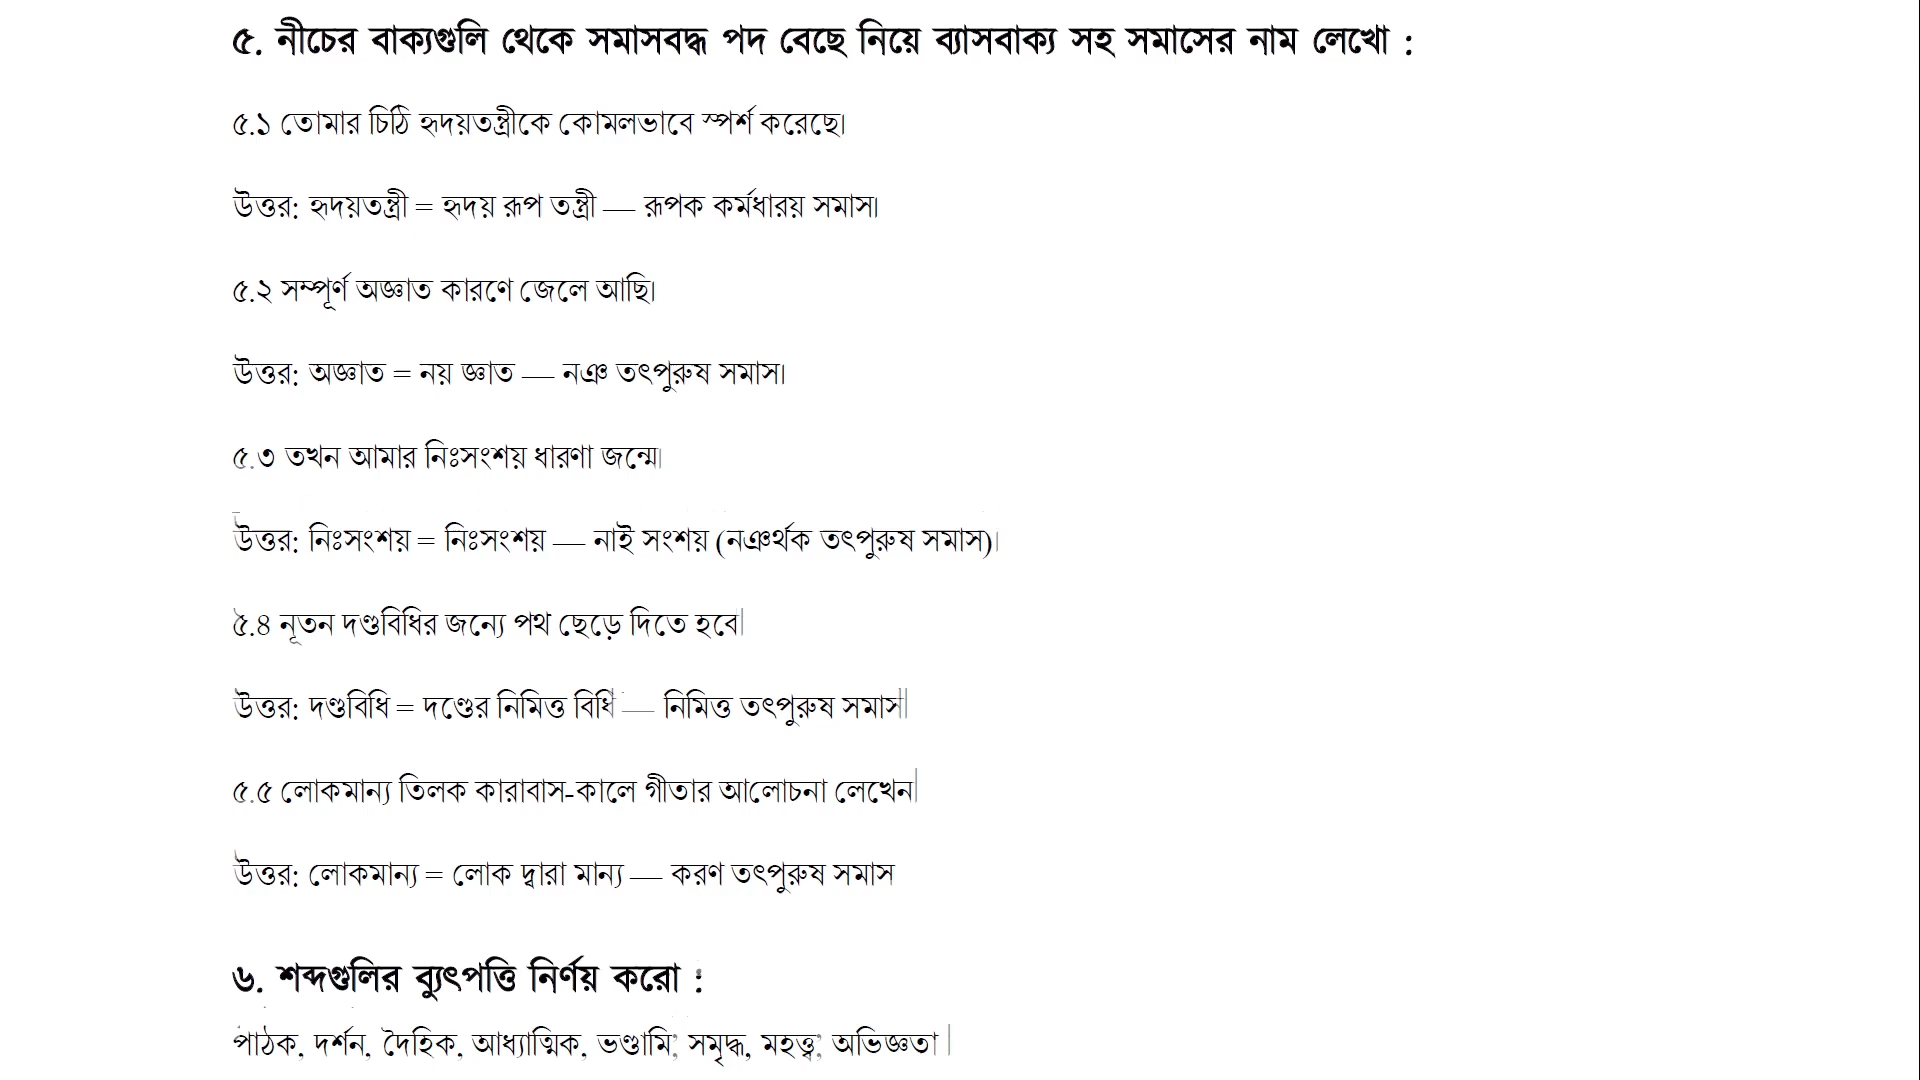 ৫. নীচের বাক্যগুলি থেকে সমাসবদ্ধ পদ বেছে নিয়ে ব্যাসবাক্য সহ সমাসের নাম লেখো :
৫.১ তোমার চিঠি হৃদয়তন্ত্রীকে কোমলভাবে স্পর্শ করেছে।
উত্তর: হৃদয়তন্ত্রী = হৃদয় রূপ তন্ত্রী — রূপক কর্মধারয় সমাস।
৫.২ সম্পূর্ণ অজ্ঞাত কারণে জেলে আছি।
উত্তর: অজ্ঞাত = নয় জ্ঞাত — নঞ তৎপুরুষ সমাস।
৫.৩ তখন আমার নিঃসংশয় ধারণা জন্মে।
উত্তর: নিঃসংশয় = নিঃসংশয় — নাই সংশয় (নঞর্থক তৎপুরুষ সমাস)।
৫.৪ নূতন দণ্ডবিধির জন্যে পথ ছেড়ে দিতে হবে।
উত্তর: দণ্ডবিধি = দণ্ডের নিমিত্ত বিধি — নিমিত্ত তৎপুরুষ সমাস।
৫.৫ লোকমান্য তিলক কারাবাস-কালে গীতার আলোচনা লেখেন।
উত্তর: লোকমান্য = লোক দ্বারা মান্য — করণ তৎপুরুষ সমাস
৬. শব্দগুলির ব্যুৎপত্তি নির্ণয় করো :
পাঠক, দর্শন, দৈহিক, আধ্যাত্মিক, ভণ্ডামি, সমৃদ্ধ, মহত্ত্ব, অভিজ্ঞতা ।